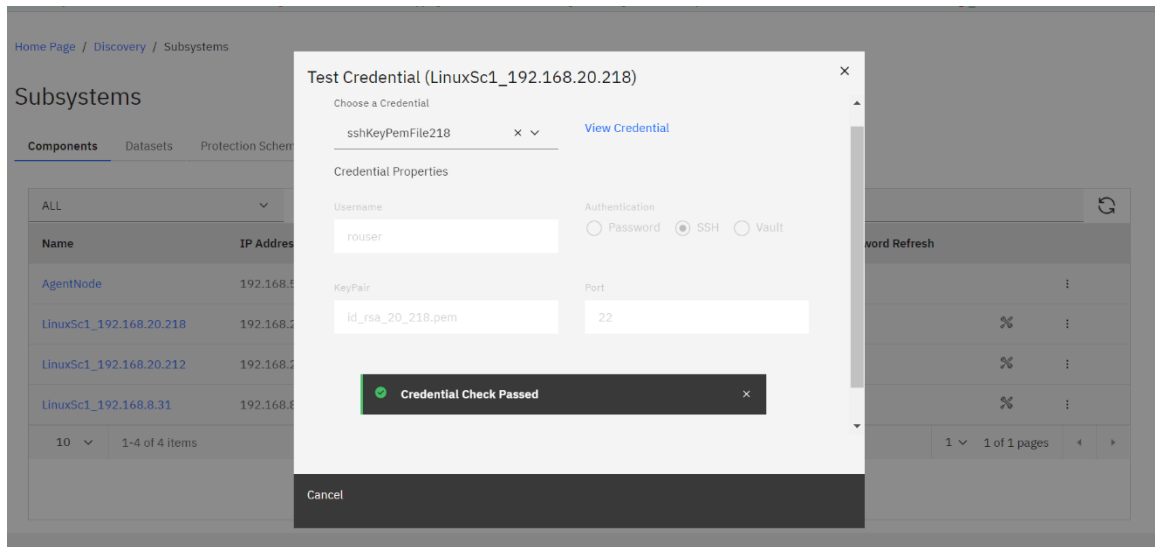 Home Page / Discovery / Subsystems
Subsystems
Components Datasets Protection Schem
ALL
Name IP Addres word Refresh
AgentNode 192.168.5
LinuxSc1_192.168.20.218 192.168.2
LinuxSc1_192.168.20.212 192.168.2
LinuxSc1_192.168.8.31 192.168.8
10 1-4 of 4 items 1 1 of 1 pages
Test Credential (LinuxSc1_192.168.20.218)
Choose a Credential
sshKeyPemFile218 View Credential
Credential Properties
Username Authentication
rouser Password SSH Vault
KeyPair Port
id_rsa_20_218.pem 22
Credential Check Passed
Cancel